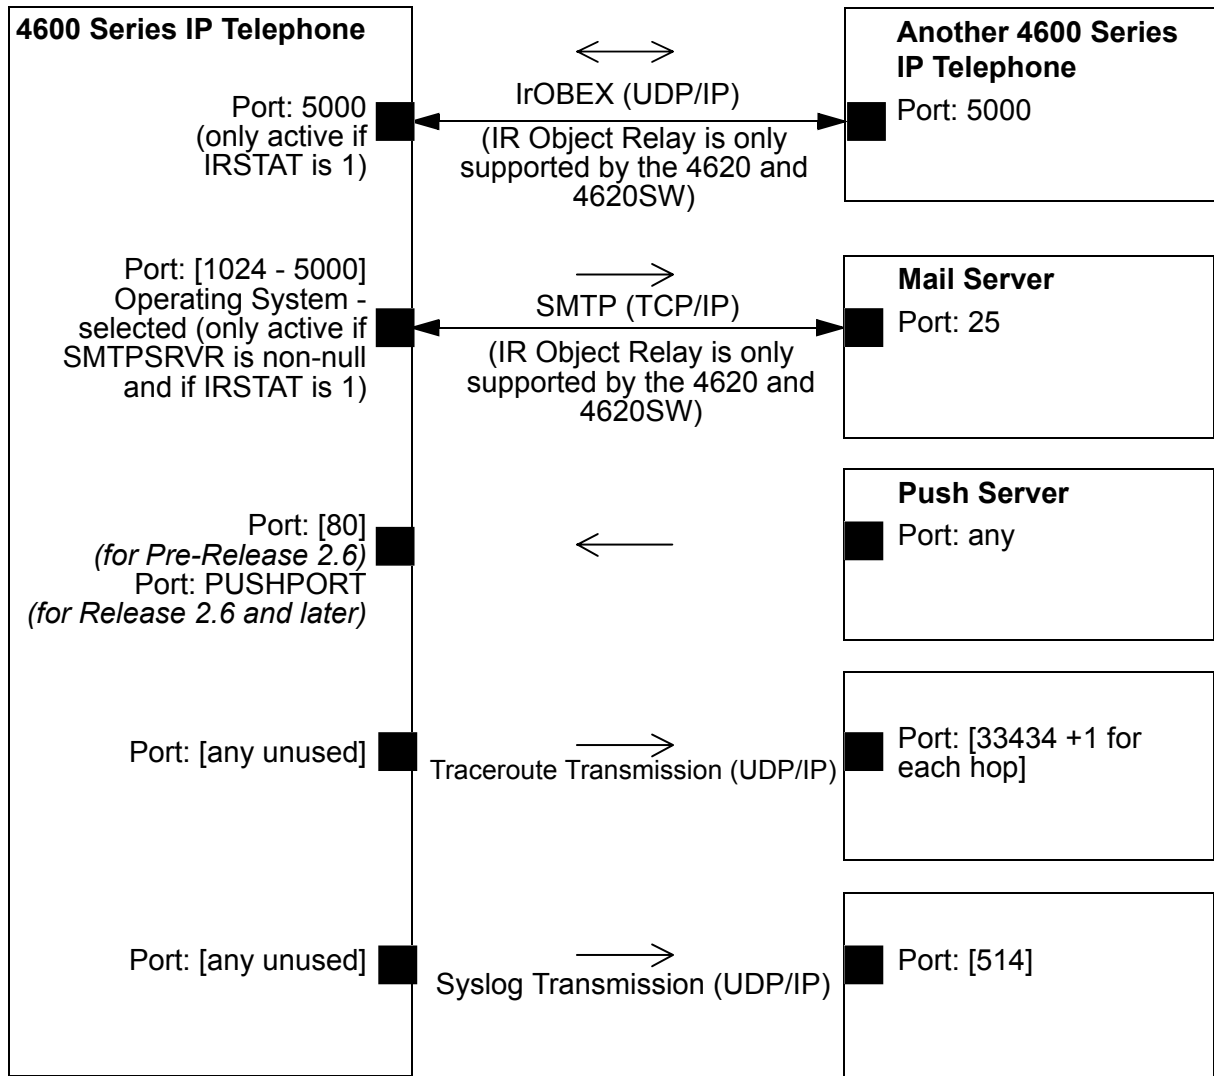 4600 Series IP Telephone
Another 4600 Series
IP Telephone
Port: 5000
(only active if
IRSTAT is 1)
IrOBEX (UDP/IP)
(IR Object Relay is only
supported by the 4620 and
4620SW)
Port: 5000
Port: [1024 - 5000]
Operating System -
selected (only active if
SMTPSRVR is non-null
and if IRSTAT is 1)
SMTP (TCP/IP)
(IR Object Relay is only
supported by the 4620 and
4620SW)
Mail Server
Port: 25
Port: [80]
(for Pre-Release 2.6)
Port: PUSHPORT
(for Release 2.6 and later)
Push Server
Port: any
Port: [any unused]
Traceroute Transmission (UDP/IP)
Port: [33434 +1 for
each hop]
Port: [any unused]
Syslog Transmission (UDP/IP)
Port: [514]